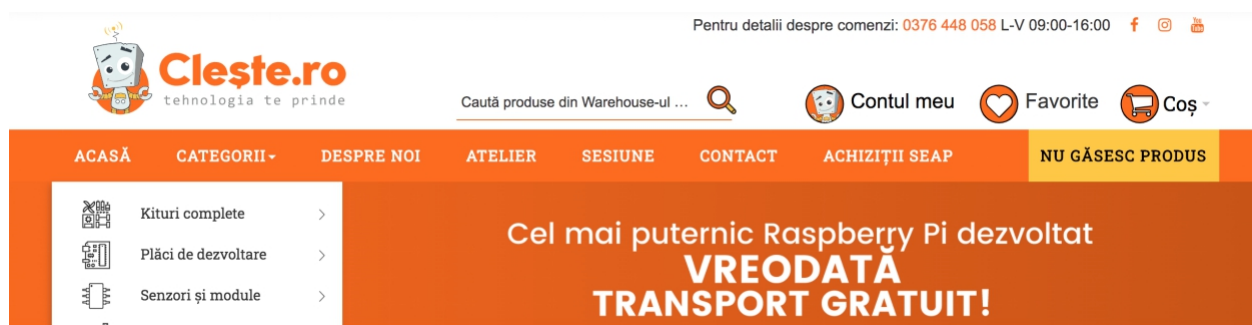 Pentru detalii despre comenzi: 0376 448 058 L-V 09:00-16:00
You Tube
Clește.ro
tehnologia te prinde
Caută produse din Warehouse-ul ...
Contul meu
Favorite
Coș
ACASĂ CATEGORII DESPRE NOI ATELIER SESIUNE CONTACT ACHIZIȚII SEAP NU GĂSESC PRODUS
Kituri complete
Plăci de dezvoltare
Senzori și module
Cel mai puternic Raspberry Pi dezvoltat
VREODATĂ
TRANSPORT GRATUIT!